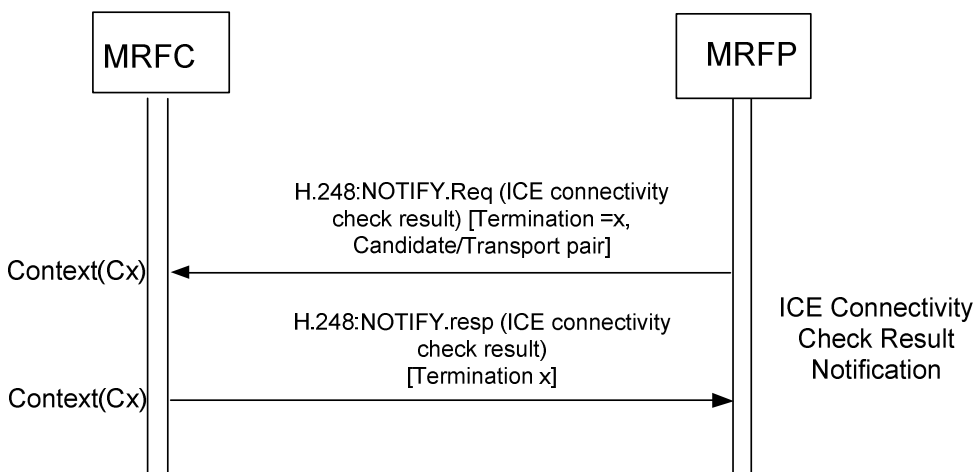 MRFC
MRFP
H.248:NOTIFY.Req (ICE connectivity
check result) [Termination =x,
Candidate/Transport pair]
Context(Cx)
H.248:NOTIFY.resp (ICE connectivity
check result)
[Termination x]
Context(Cx)
ICE Connectivity
Check Result
Notification